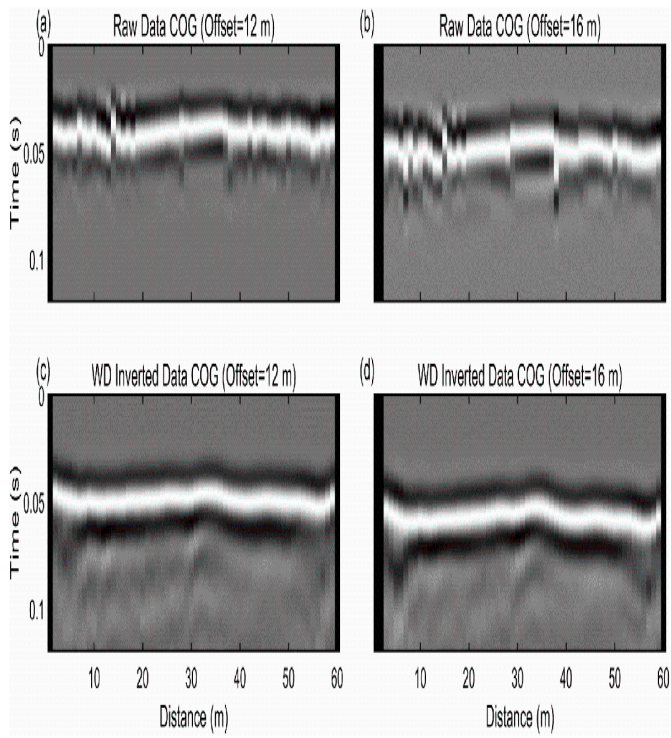 (a) Raw Data COG (Offset=12 m)
(b) Raw Data COG (Offset=16 m)
0
0.05
0.1
Time (s)
(c) WD Inverted Data COG (Offset=12 m)
(d) WD Inverted Data COG (Offset=16 m)
0
0.05
0.1
Time (s)
10 20 30 40 50 60
10 20 30 40 50 60
Distance (m)
Distance (m)